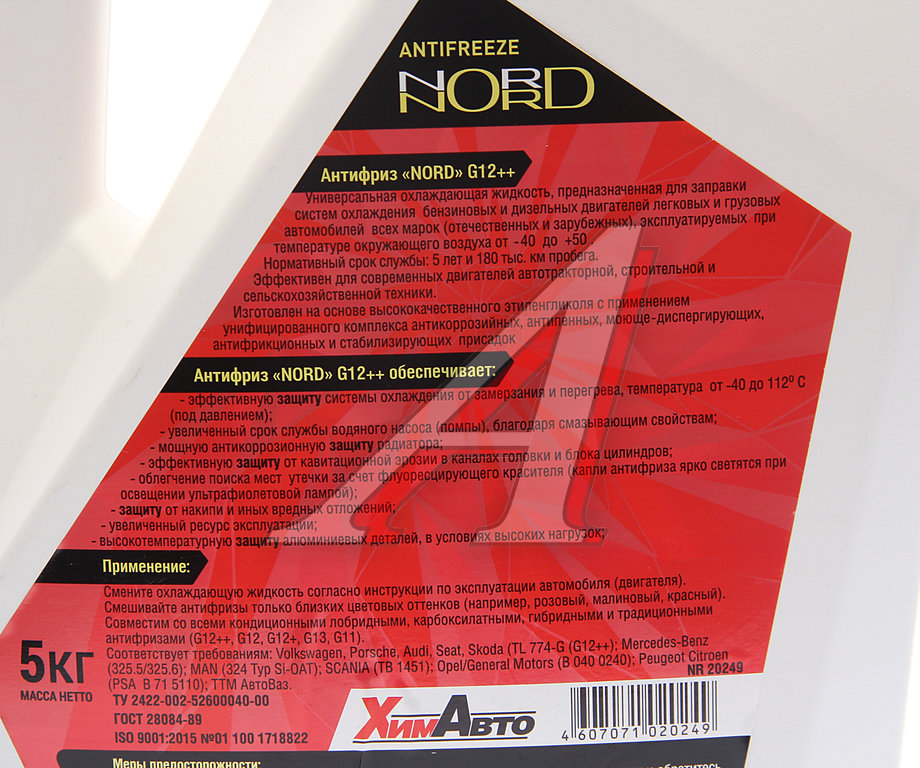 ANTIFREEZE
NORD
Антифриз «NORD» G12++
Универсальная охлаждающая жидкость, предназначенная для заправки
систем охлаждения бензиновых и дизельных двигателей легковых и грузовых
автомобилей всех марок (отечественных и зарубежных), эксплуатируемых при
температуре окружающего воздуха от -40 до +50 .
Нормативный срок службы: 5 лет и 180 тыс. км пробега.
Эффективен для современных двигателей автотракторной, строительной и
сельскохозяйственной техники.
Изготовлен на основе высококачественного этиленгликоля с применением
унифицированного комплекса антикоррозийных, антипенных, моюще-диспергирующих,
антифрикционных и стабилизирующих присадок
Антифриз «NORD» G12++ обеспечивает:
- эффективную защиту системы охлаждения от замерзания и перегрева, температура от -40 до 112º С
(под давлением);
- увеличенный срок службы водяного насоса (помпы), благодаря смазывающим свойствам;
- мощную антикоррозионную защиту радиатора;
- эффективную защиту от кавитационной эрозии в каналах головки и блока цилиндров;
- облегчение поиска мест утечки за счет флуоресцирующего красителя (капли антифриза ярко светятся при
освещении ультрафиолетовой лампой);
- защиту от накипи и иных вредных отложений;
- увеличенный ресурс эксплуатации;
- высокотемпературную защиту алюминиевых деталей, в условиях высоких нагрузок;
Применение:
Смените охлаждающую жидкость согласно инструкции по эксплуатации автомобиля (двигателя).
Смешивайте антифризы только близких цветовых оттенков (например, розовый, малиновый, красный).
Совместим со всеми кондиционными лобридными, карбоксилатными, гибридными и традиционными
антифризами (G12++, G12, G12+, G13, G11).
Соответствует требованиям: Volkswagen, Porsche, Audi, Seat, Skoda (TL 774-G (G12++); Mercedes-Benz
(325.5/325.6); MAN (324 Typ Si-OAT); SCANIA (TB 1451); Opel/General Motors (B 040 0240); Peugeot Citroen
(PSA B 71 5110); ТТМ АвтоВаз.
NR 20249
5КГ
МАССА НЕТТО
ТУ 2422-002-52600040-00
ГОСТ 28084-89
ISO 9001:2015 №01 100 1718822
ХимАвто
4 607071 020249
Меры предосторожности:
обратитесь